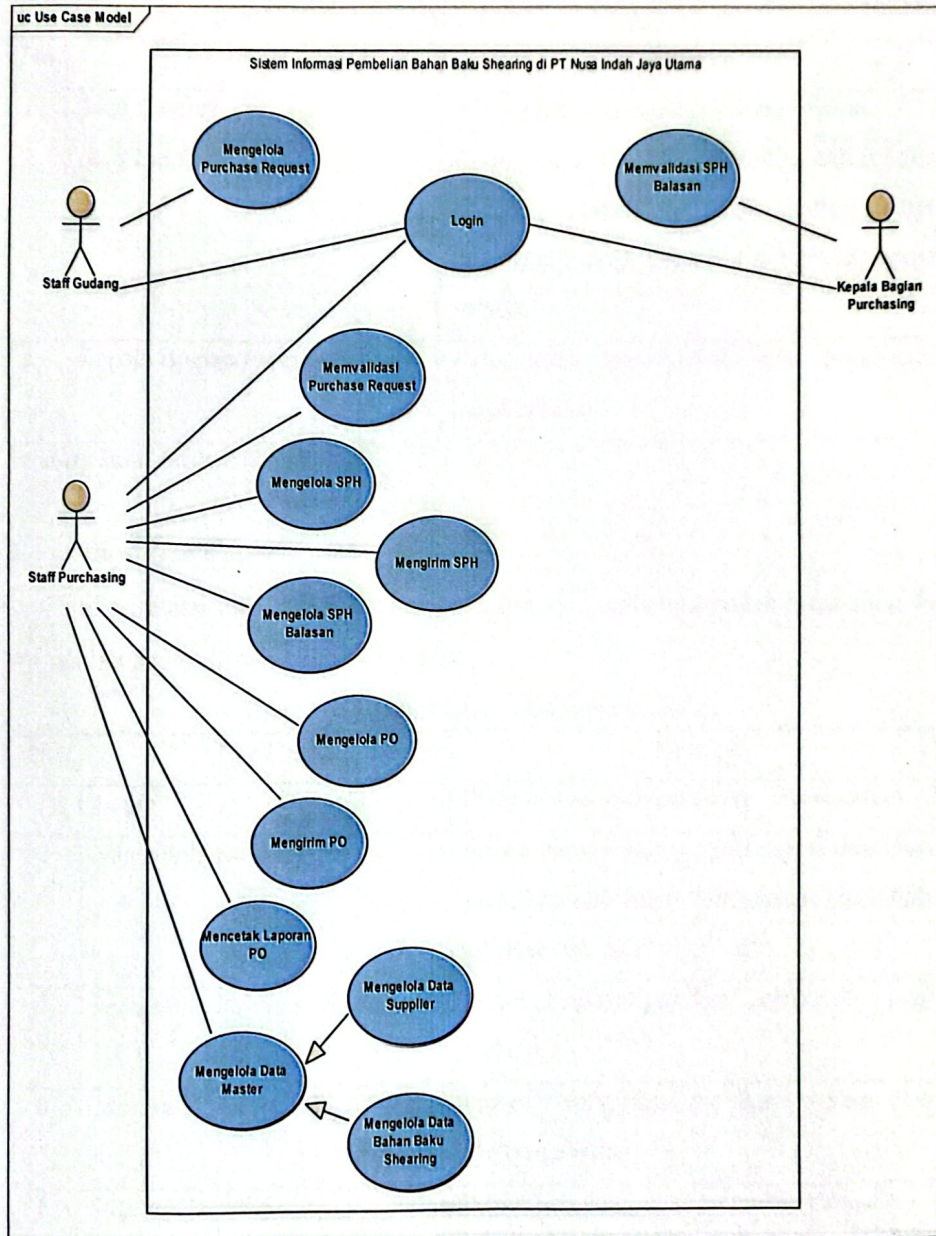 uc Use Case Model
Sistem Informasi Pembelian Bahan Baku Shearing di PT Nusa Indah Jaya Utama
Mengelola
Purchase Request
Memvalidasi SPH
Balasan
Login
Staff Gudang
Kepala Bagian
Purchasing
Memvalidasi
Purchase Request
Mengelola SPH
Mengirim SPH
Staff Purchasing
Mengelola SPH
Balasan
Mengelola PO
Mengirim PO
Mencetak Laporan
PO
Mengelola Data
Supplier
Mengelola Data
Master
Mengelola Data
Bahan Baku
Shearing